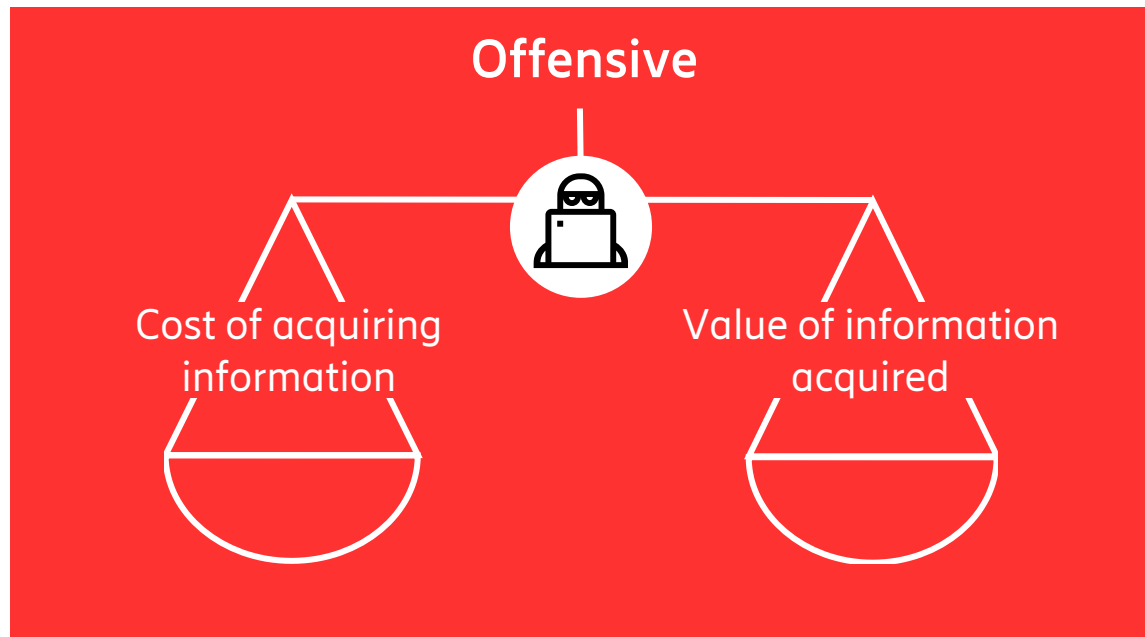 Offensive
Cost of acquiring
information
Value of information
acquired